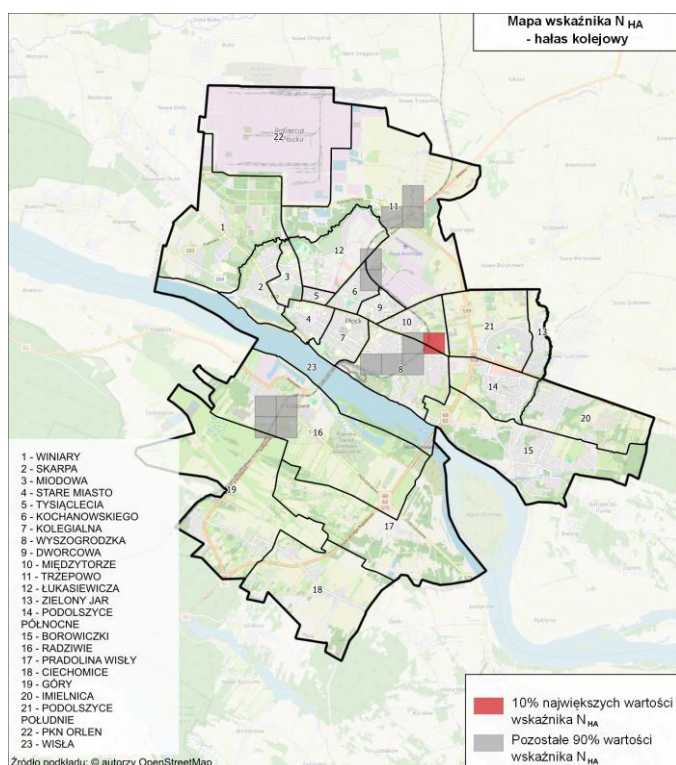 Mapa wskaźnika N HA
- hałas kolejowy
22
11
1
12
2
3
6
5
9
4
Płock
7
10
21
13
8
23
14
20
16
15
19
17
18
1 - WINIARY
2 - SKARPA
3 - MIODOWA
4 - STARE MIASTO
5 - TYSIĄCLECIA
6 - KOCHANOWSKIEGO
7 - KOLEGIALNA
8 - WYSZOGRODZKA
9 - DWORCOWA
10 - MIĘDZYTORZE
11 - TRZEPOWO
12 - ŁUKASIEWICZA
13 - ZIELONY JAR
14 - PODOLSZYCE
PÓŁNOCNE
15 - BOROWICZKI
16 - RADZIWIE
17 - PRADOLINA WISŁY
18 - CIECHOMICE
19 - GÓRY
20 - IMIELNICA
21 - PODOLSZYCE
POŁUDNIE
22 - PKN ORLEN
23 - WISŁA
10% największych wartości
wskaźnika N HA
Pozostałe 90% wartości
wskaźnika N HA
Źródło podkładu: © autorzy OpenStreetMap